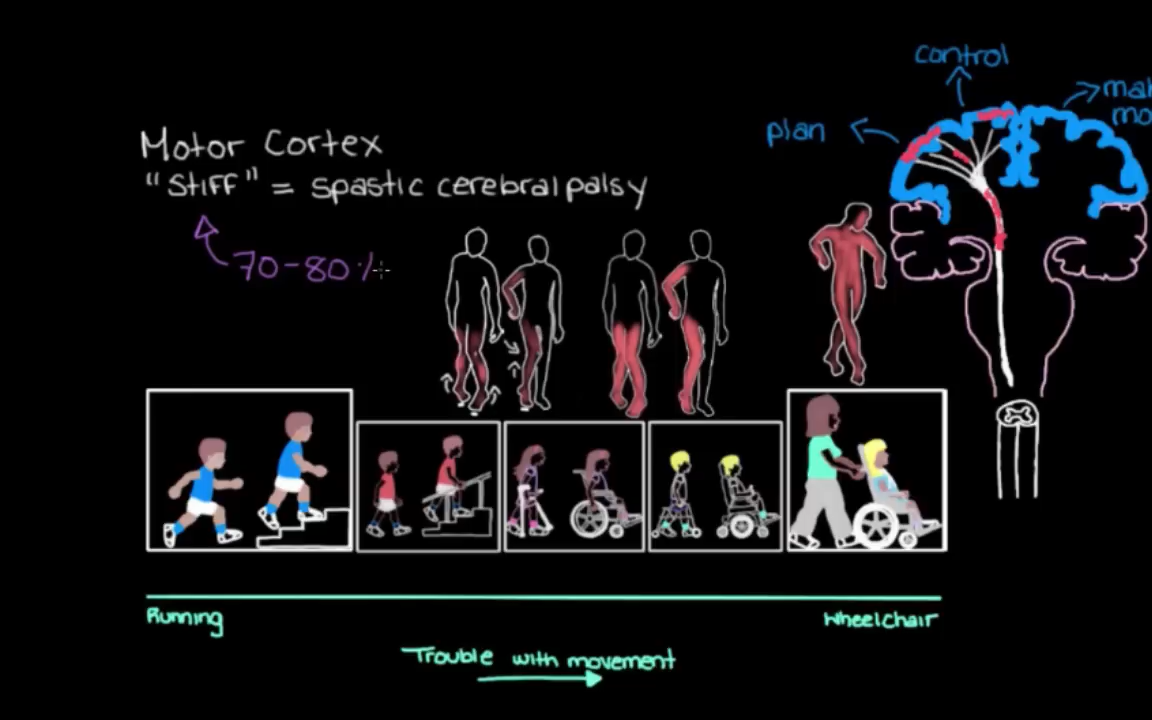 control
plan
Motor Cortex
"Stiff" = spastic cerebral palsy
70-80%
Running
Wheelchair
Trouble with movement